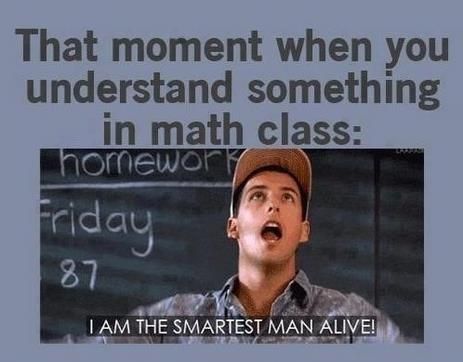 That moment when you
understand something
in math class:
homework
Friday
87
I AM THE SMARTEST MAN ALIVE!